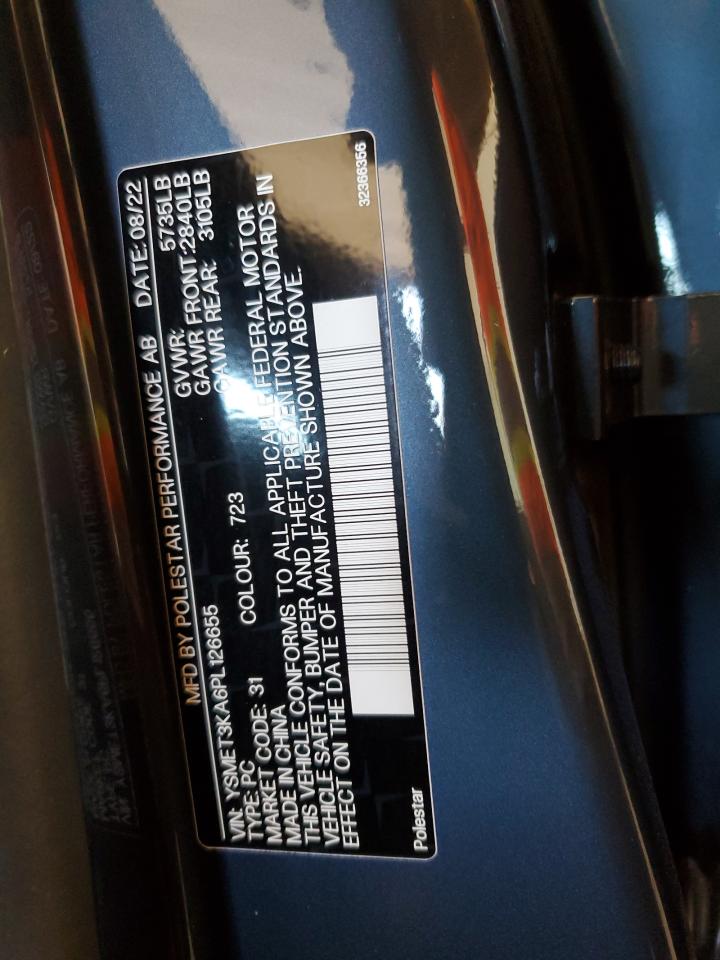 MFD BY POLESTAR PERFORMANCE AB DATE: 08/22
VIN: YSMET3KA6PL126655 GVWR: 5735LB
TYPE: PC GAWR FRONT: 2840LB
MARKET CODE: 31 COLOUR: 723 GAWR REAR: 3105LB
MADE IN CHINA
THIS VEHICLE CONFORMS TO ALL APPLICABLE FEDERAL MOTOR
VEHICLE SAFETY, BUMPER AND THEFT PREVENTION STANDARDS IN
EFFECT ON THE DATE OF MANUFACTURE SHOWN ABOVE.
Polestar 32366356